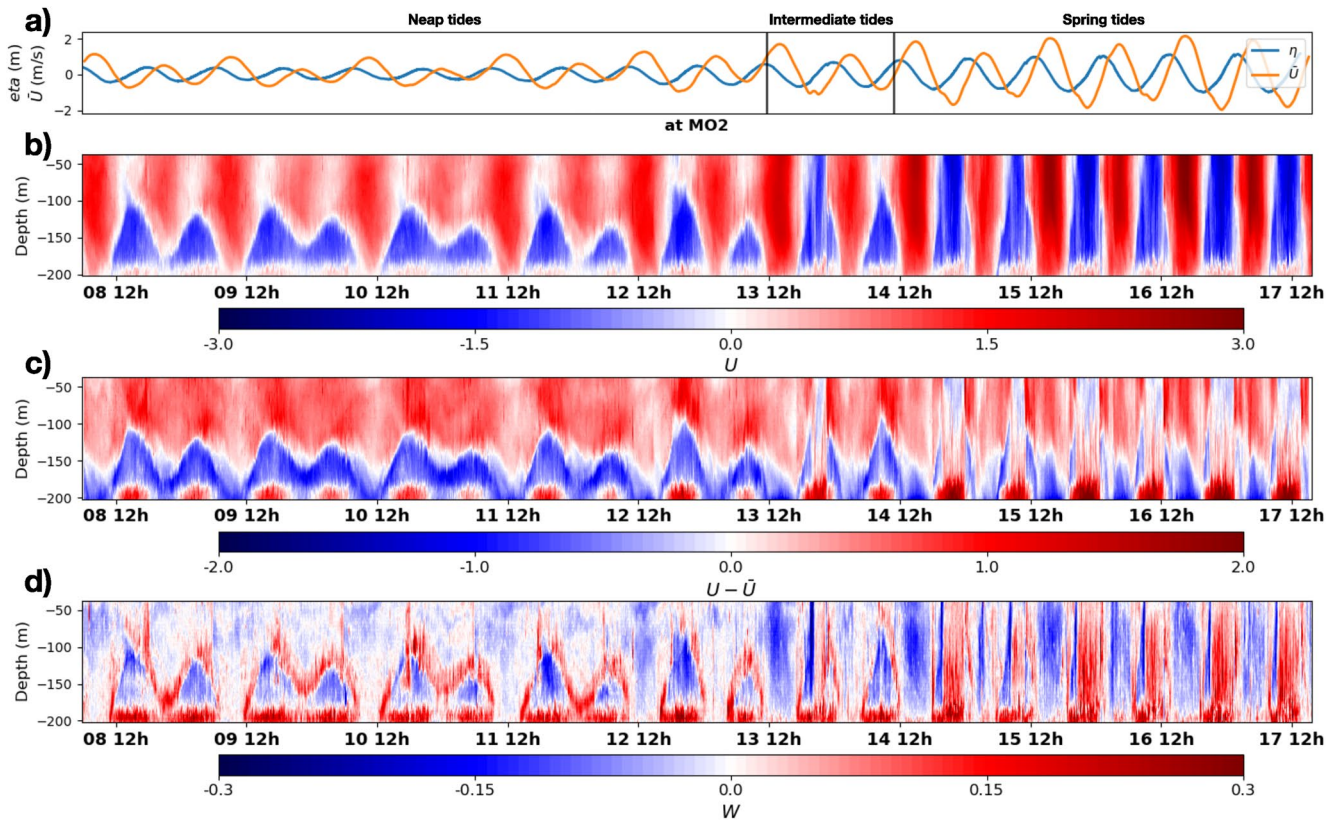 a)
Neap tides Intermediate tides Spring tides
eta (m)
Ū (m/s)
2
0
−2
η
Ū
at MO2
b)
Depth (m)
−50
−100
−150
−200
08 12h 09 12h 10 12h 11 12h 12 12h 13 12h 14 12h 15 12h 16 12h 17 12h
-3.0 -1.5 0.0 1.5 3.0
U
c)
Depth (m)
−50
−100
−150
−200
08 12h 09 12h 10 12h 11 12h 12 12h 13 12h 14 12h 15 12h 16 12h 17 12h
-2.0 -1.0 0.0 1.0 2.0
U − Ū
d)
Depth (m)
−50
−100
−150
−200
08 12h 09 12h 10 12h 11 12h 12 12h 13 12h 14 12h 15 12h 16 12h 17 12h
-0.3 -0.15 0.0 0.15 0.3
W